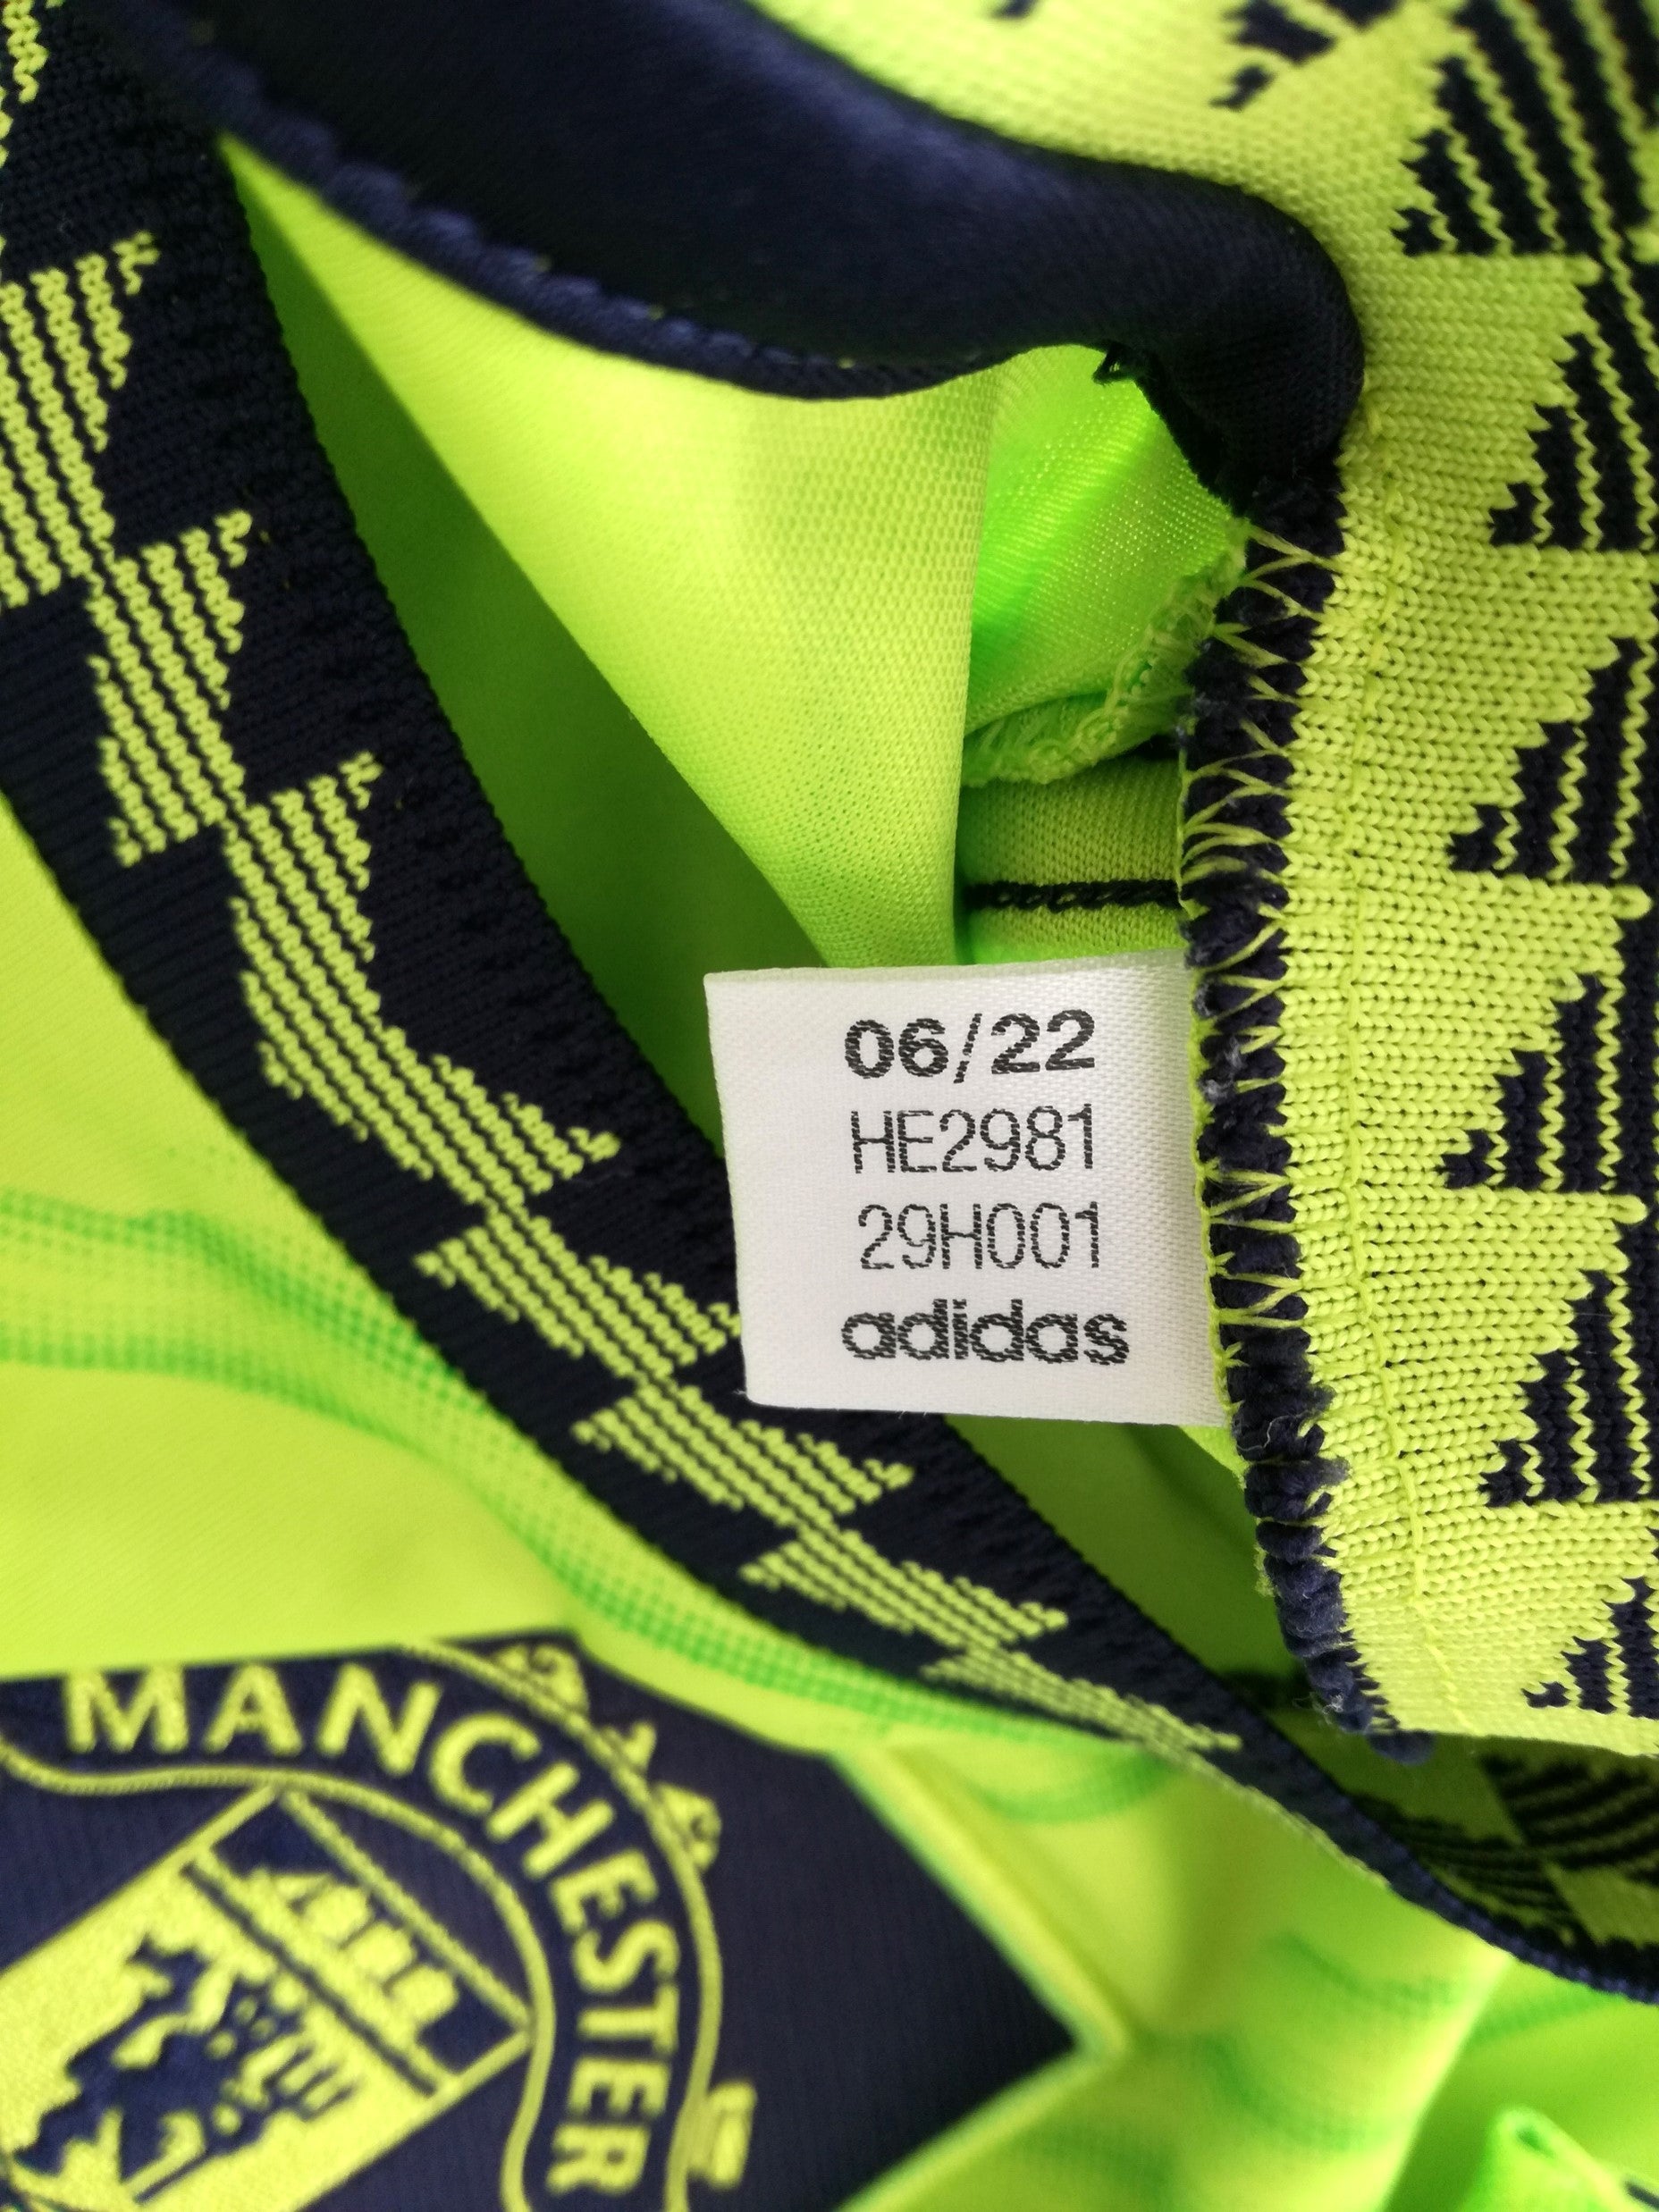 06/22
HE2981
29H001
adidas
MANCHESTER